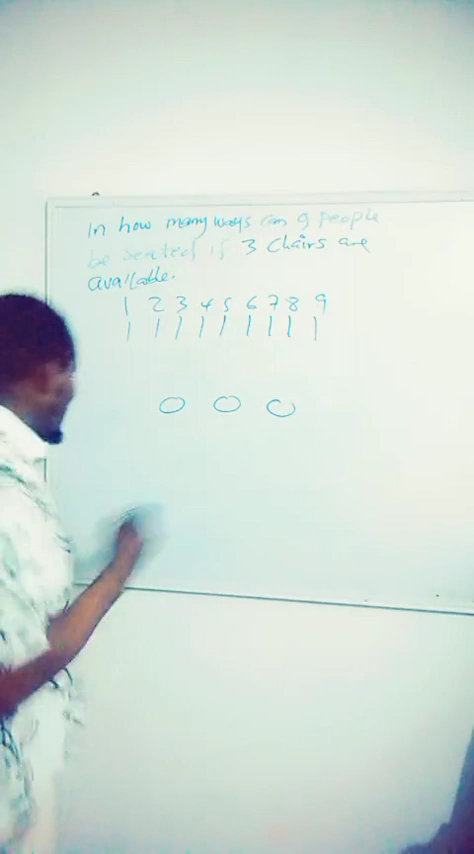 In how many ways can 9 people
be seated if 3 chairs are
available.
1 2 3 4 5 6 7 8 9